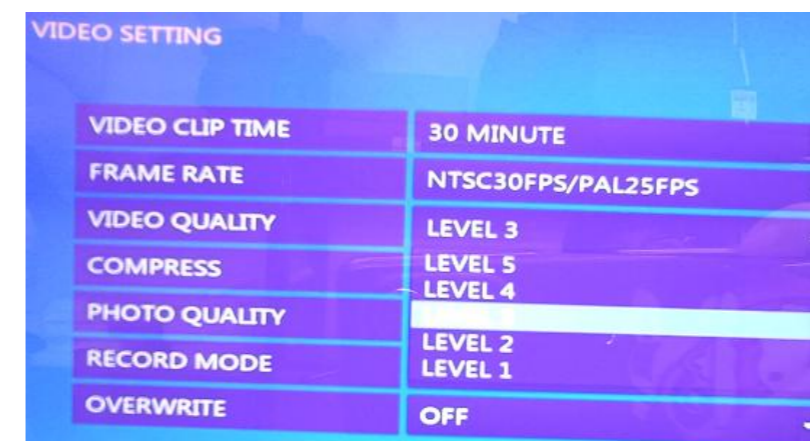 VIDEO SETTING
VIDEO CLIP TIME
30 MINUTE
FRAME RATE
NTSC30FPS/PAL25FPS
VIDEO QUALITY
LEVEL 3
COMPRESS
LEVEL 5
LEVEL 4
PHOTO QUALITY
LEVEL 2
RECORD MODE
LEVEL 1
OVERWRITE
OFF